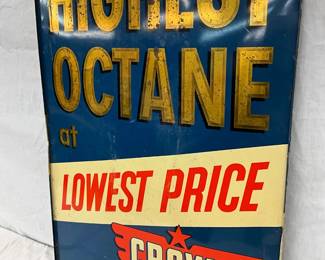 HIGHEST
OCTANE
at
LOWEST PRICE